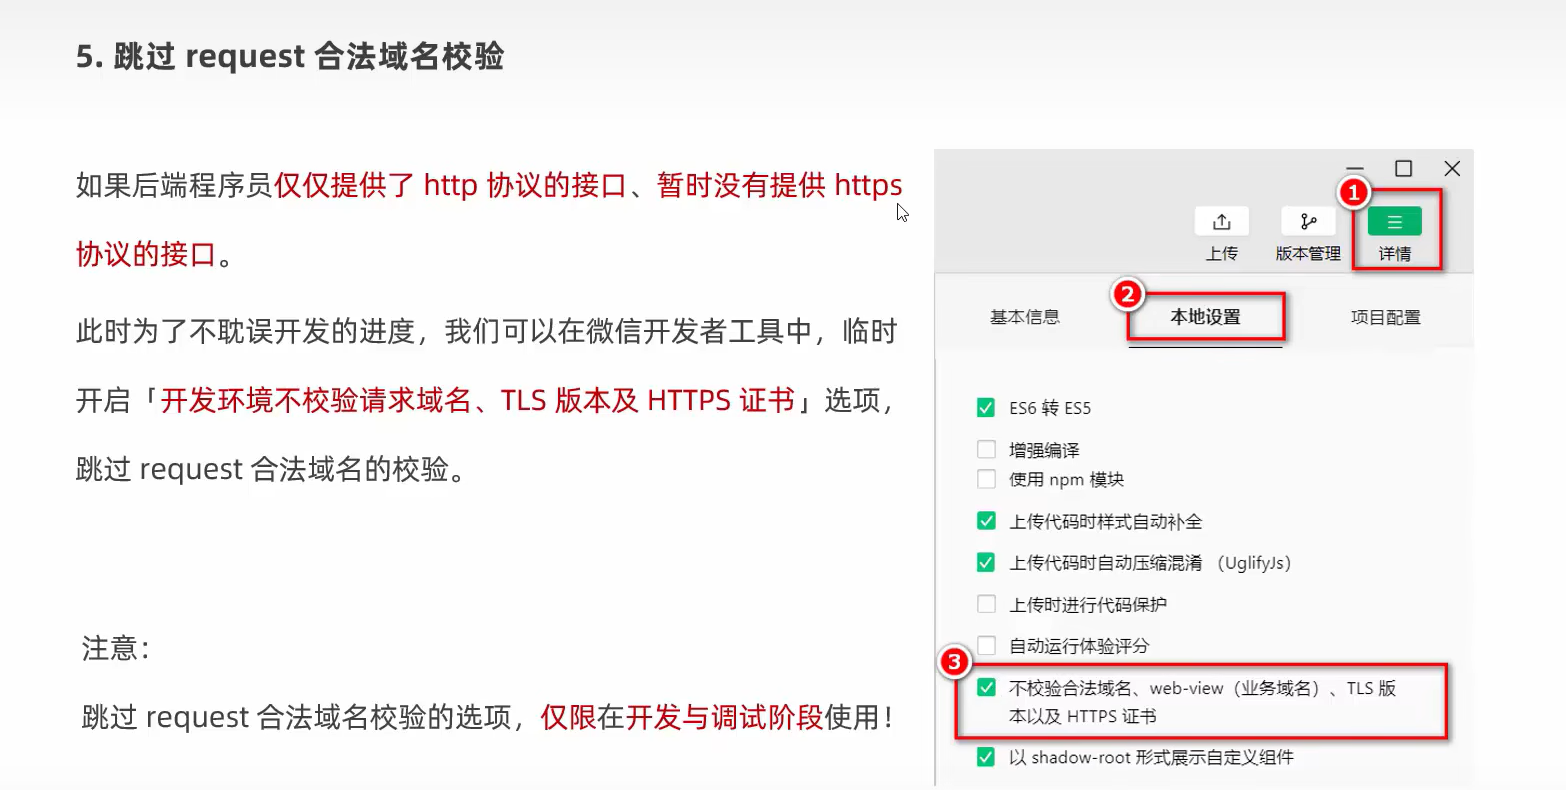 5. 跳过 request 合法域名校验
如果后端程序员仅仅提供了 http 协议的接口、暂时没有提供 https
协议的接口。
此时为了不耽误开发的进度，我们可以在微信开发者工具中，临时
开启「开发环境不校验请求域名、TLS 版本及 HTTPS 证书」选项，
跳过 request 合法域名的校验。
注意：
跳过 request 合法域名校验的选项，仅限在开发与调试阶段使用！
1
上传
版本管理
详情
2
基本信息
本地设置
项目配置
ES6 转 ES5
增强编译
使用 npm 模块
上传代码时样式自动补全
上传代码时自动压缩混淆 （UglifyJs）
上传时进行代码保护
自动运行体验评分
3
不校验合法域名、web-view（业务域名）、TLS 版
本以及 HTTPS 证书
以 shadow-root 形式展示自定义组件